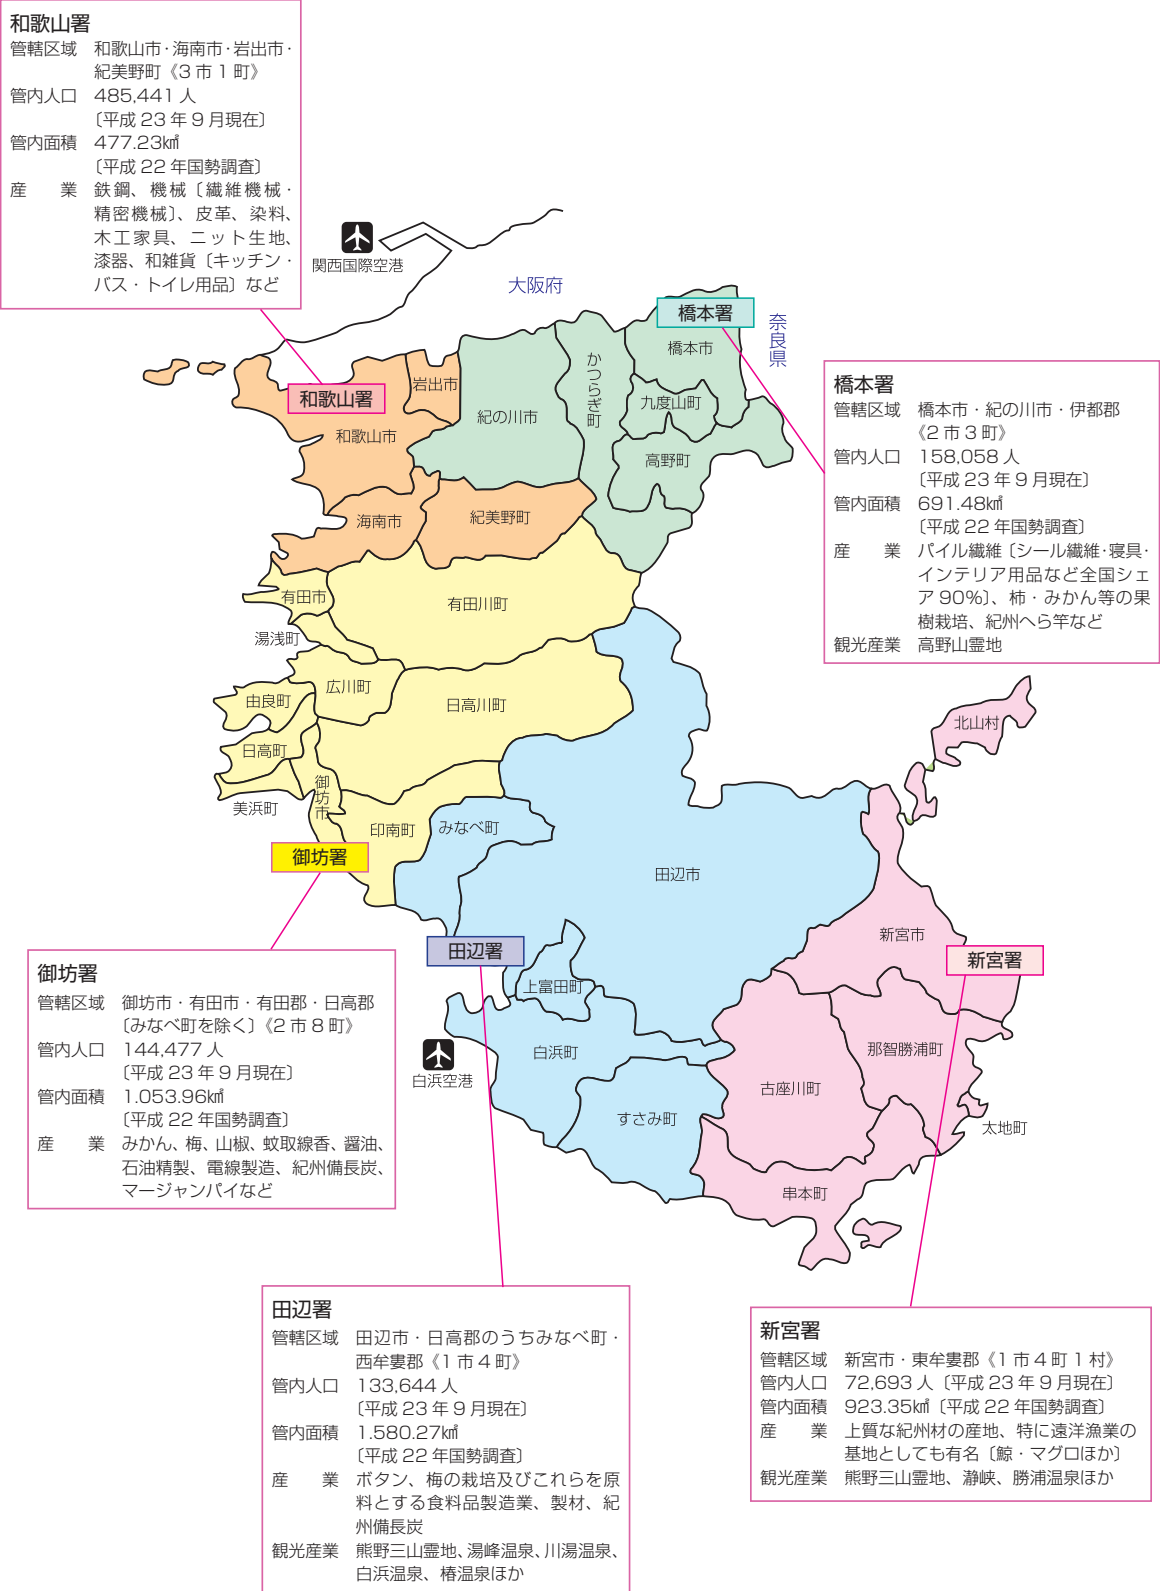 和歌山署
管轄区域 和歌山市・海南市・岩出市・
紀美野町《3市1町》
管内人口 485,441人
〔平成23年9月現在〕
管内面積 477.23㎢
〔平成22年国勢調査〕
産　業 鉄鋼、機械〔繊維機械・
精密機械〕、皮革、染料、
木工家具、ニット生地、
漆器、和雑貨〔キッチン・
バス・トイレ用品〕など
関西国際空港
大阪府
奈良県
橋本署
橋本市
かつらぎ町
岩出市
和歌山署
九度山町
紀の川市
和歌山市
高野町
海南市
紀美野町
橋本署
管轄区域 橋本市・紀の川市・伊都郡
《2市3町》
管内人口 158,058人
〔平成23年9月現在〕
管内面積 691.48㎢
〔平成22年国勢調査〕
産　業 パイル繊維〔シール繊維・寝具・
インテリア用品など全国シェ
ア90%〕、柿・みかん等の果
樹栽培、紀州へら竿など
観光産業 高野山霊地
有田市
有田川町
湯浅町
広川町
由良町
日高川町
北山村
日高町
御坊市
美浜町
印南町
みなべ町
御坊署
田辺市
新宮市
田辺署
新宮署
上富田町
白浜町
那智勝浦町
白浜空港
古座川町
すさみ町
太地町
串本町
御坊署
管轄区域 御坊市・有田市・有田郡・日高郡
〔みなべ町を除く〕《2市8町》
管内人口 144,477人
〔平成23年9月現在〕
管内面積 1.053.96㎢
〔平成22年国勢調査〕
産　業 みかん、梅、山椒、蚊取線香、醤油、
石油精製、電線製造、紀州備長炭、
マージャンパイなど
田辺署
管轄区域 田辺市・日高郡のうちみなべ町・
西牟婁郡《1市4町》
管内人口 133,644人
〔平成23年9月現在〕
管内面積 1.580.27㎢
〔平成22年国勢調査〕
産　業 ボタン、梅の栽培及びこれらを原
料とする食料品製造業、製材、紀
州備長炭
観光産業 熊野三山霊地、湯峰温泉、川湯温泉、
白浜温泉、椿温泉ほか
新宮署
管轄区域 新宮市・東牟婁郡《1市4町1村》
管内人口 72,693人〔平成23年9月現在〕
管内面積 923.35㎢〔平成22年国勢調査〕
産　業 上質な紀州材の産地、特に遠洋漁業の
基地としても有名〔鯨・マグロほか〕
観光産業 熊野三山霊地、瀞峡、勝浦温泉ほか